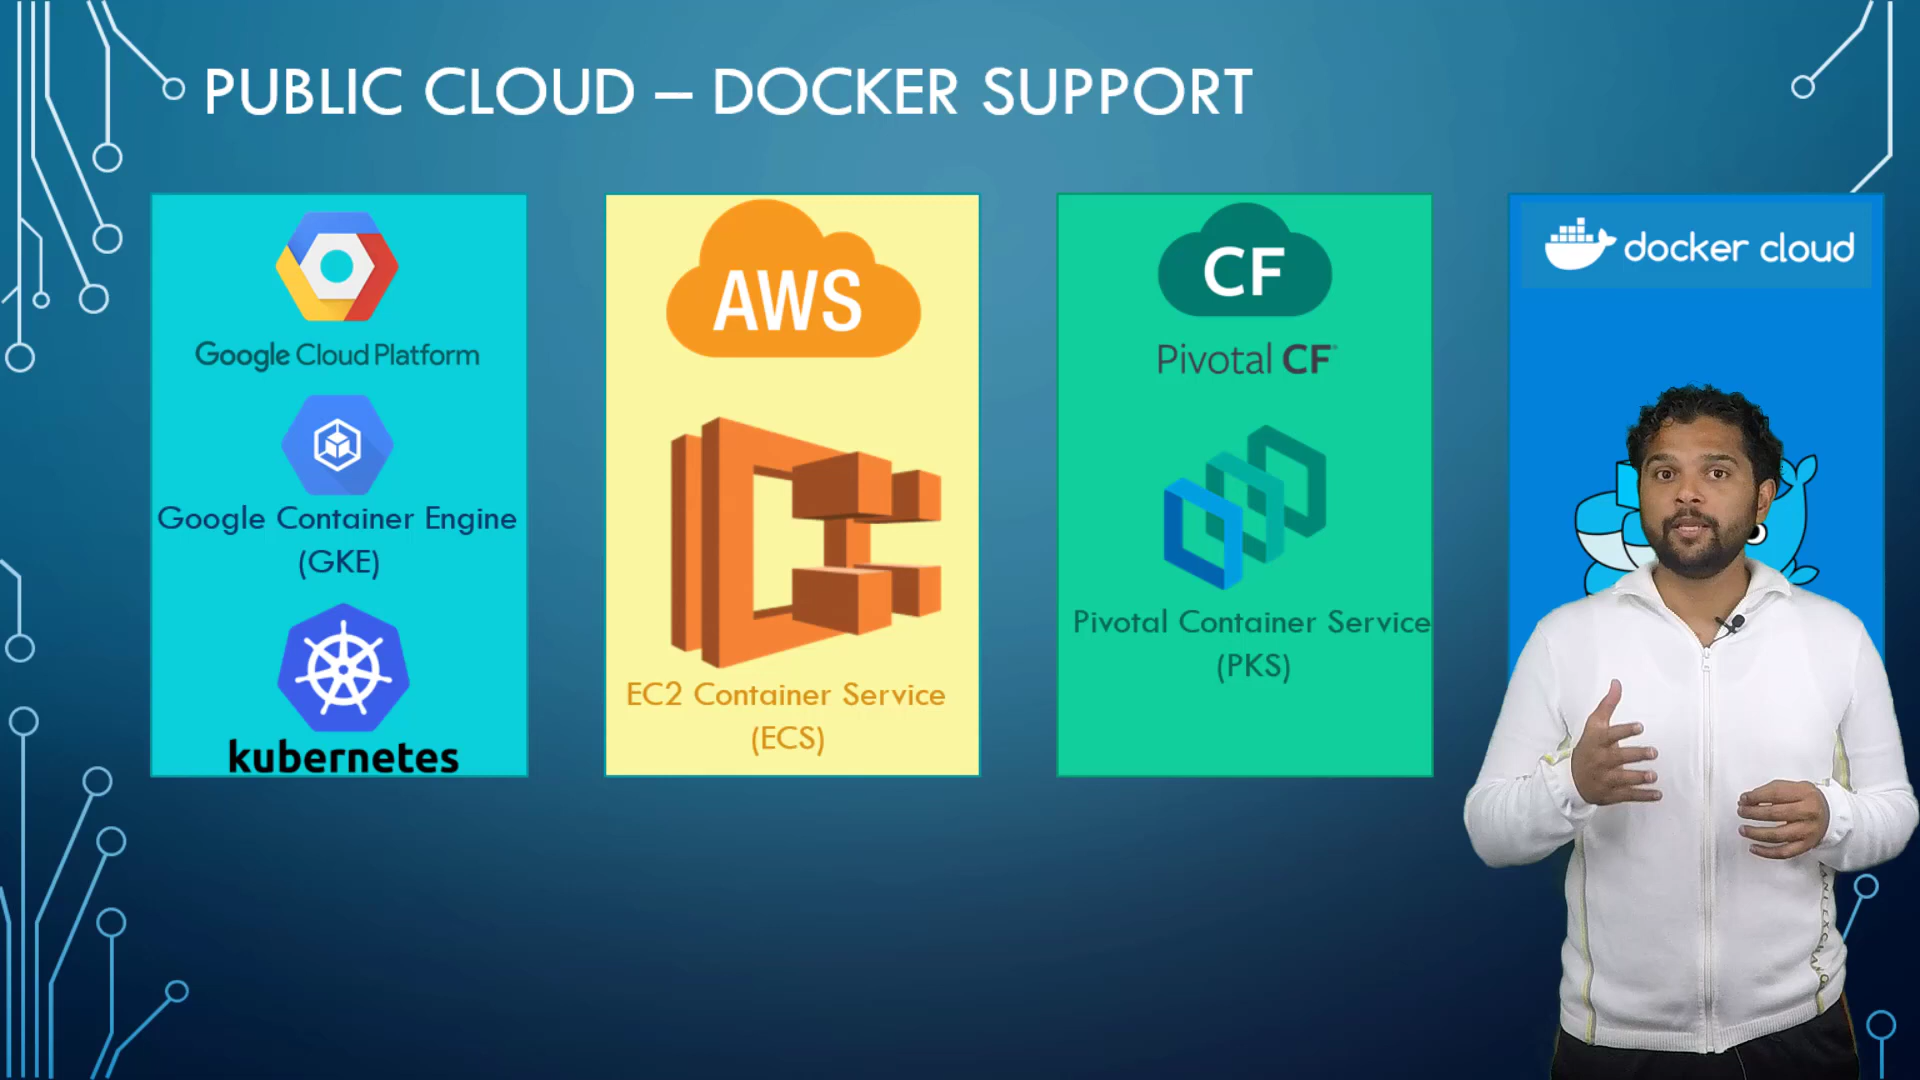 PUBLIC CLOUD – DOCKER SUPPORT
Google Cloud Platform
Google Container Engine
(GKE)
kubernetes
AWS
EC2 Container Service
(ECS)
CF
Pivotal CF
Pivotal Container Service
(PKS)
docker cloud